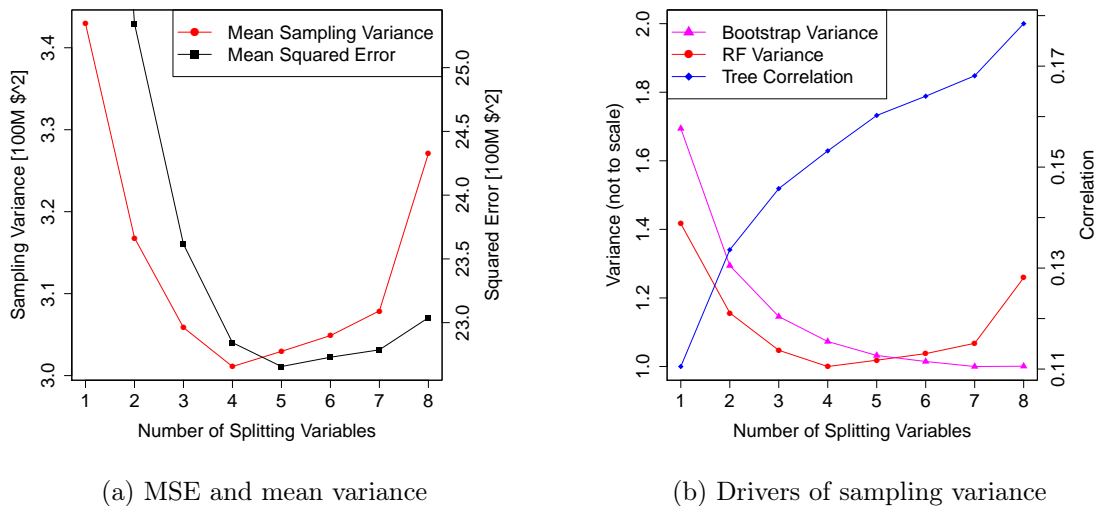 Mean Sampling Variance
Mean Squared Error
Sampling Variance [100M $^2]
3.0 3.1 3.2 3.3 3.4
Squared Error [100M $^2]
23.0 23.5 24.0 24.5 25.0
1 2 3 4 5 6 7 8
Number of Splitting Variables
(a) MSE and mean variance
Bootstrap Variance
RF Variance
Tree Correlation
Variance (not to scale)
1.0 1.2 1.4 1.6 1.8 2.0
Correlation
0.11 0.13 0.15 0.17
1 2 3 4 5 6 7 8
Number of Splitting Variables
(b) Drivers of sampling variance